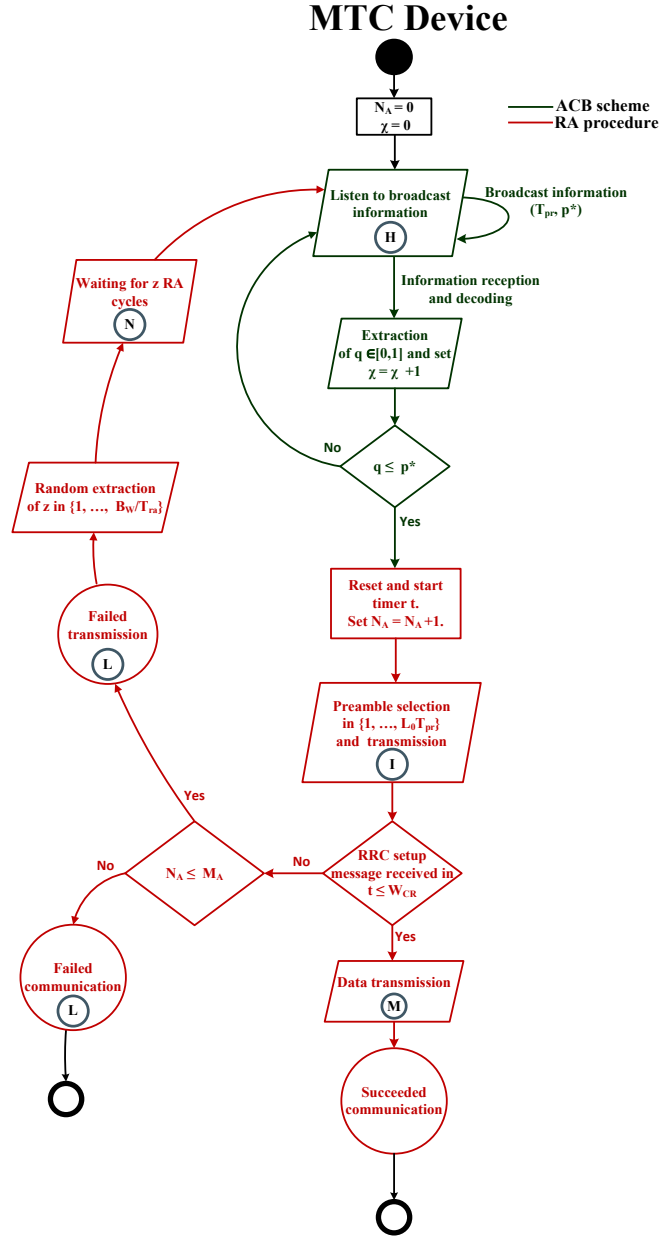 MTC Device
N_A = 0
χ = 0
ACB scheme
RA procedure
Listen to broadcast
information
H
Broadcast information
(T_pr, p*)
Information reception
and decoding
Waiting for z RA
cycles
N
Extraction
of q ∈[0,1] and set
χ = χ +1
No
q ≤ p*
Yes
Random extraction
of z in {1, …, B_W/T_ra}
Reset and start
timer t.
Set N_A = N_A +1.
Failed
transmission
L
Preamble selection
in {1, …, L_0T_pr}
and transmission
I
Yes
No
N_A ≤ M_A
No
RRC setup
message received in
t ≤ W_CR
Yes
Failed
communication
L
Data transmission
M
Succeeded
communication